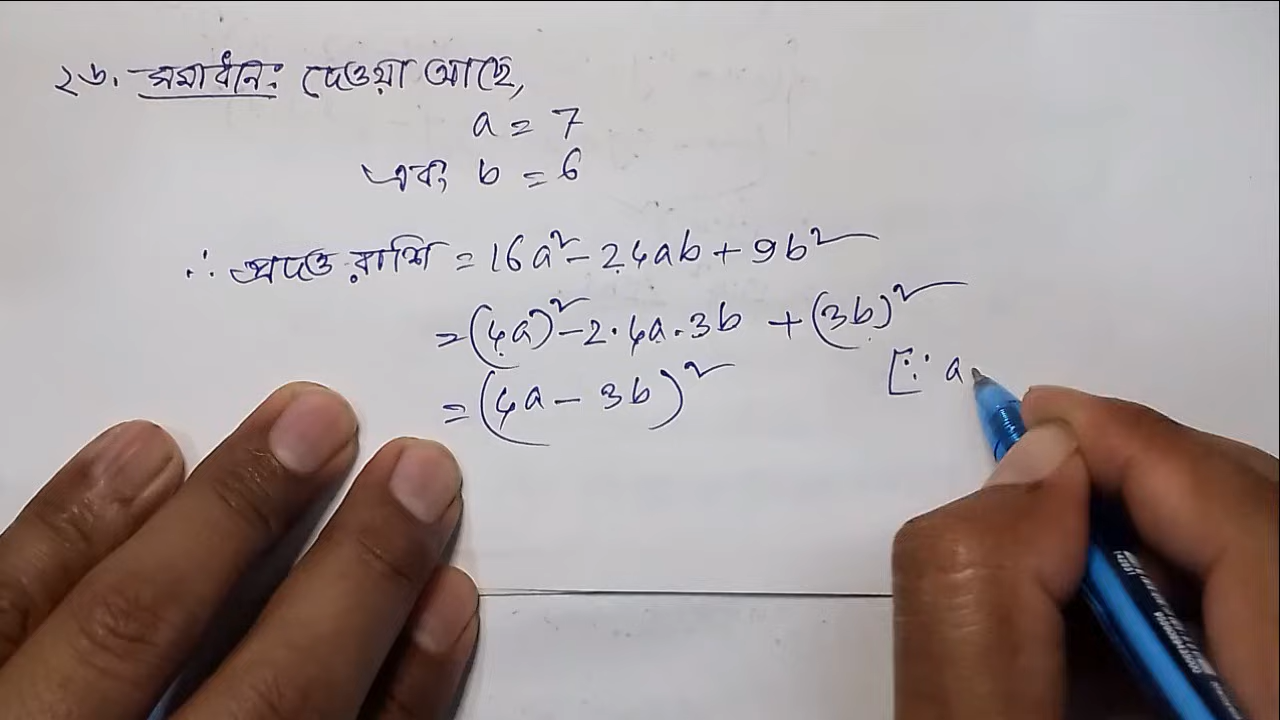 ২৬. সমাধান: দেওয়া আছে,
a = 7
এবং b = 6
∴ প্রদত্ত রাশি = 16a² - 24ab + 9b²
= (4a)² - 2·4a·3b + (3b)²
= (4a - 3b)² [∵ a